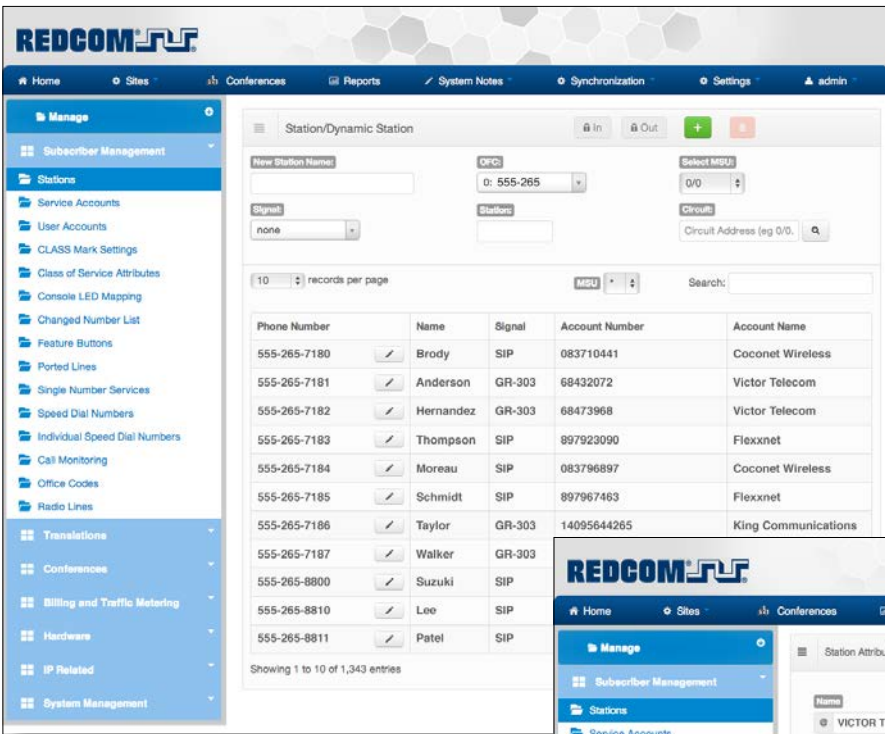 REDCOM
Home Sites Conferences Reports System Notes Synchronization Settings admin
Manage
Subscriber Management
Stations
Service Accounts
User Accounts
CLASS Mark Settings
Class of Service Attributes
Console LED Mapping
Changed Number List
Feature Buttons
Ported Lines
Single Number Services
Speed Dial Numbers
Individual Speed Dial Numbers
Call Monitoring
Office Codes
Radio Lines
Translations
Conferences
Billing and Traffic Metering
Hardware
IP Related
System Management
Station/Dynamic Station In Out +
New Station Name: OFC: Select MSU:
0: 555-265 0/0
Signal: Station: Circuit:
none Circuit Address (eg 0/0.
10 records per page MSU * Search:
Phone Number Name Signal Account Number Account Name
555-265-7180 Brody SIP 083710441 Coconet Wireless
555-265-7181 Anderson GR-303 68432072 Victor Telecom
555-265-7182 Hernandez GR-303 68473968 Victor Telecom
555-265-7183 Thompson SIP 897923090 Flexxnet
555-265-7184 Moreau SIP 083796897 Coconet Wireless
555-265-7185 Schmidt SIP 897967463 Flexxnet
555-265-7186 Taylor GR-303 14095644265 King Communications
555-265-7187 Walker GR-303
555-265-8800 Suzuki SIP
555-265-8810 Lee SIP
555-265-8811 Patel SIP
Showing 1 to 10 of 1,343 entries
REDCOM
Home Sites Conferences
Manage
Subscriber Management
Stations
Service Accounts
Station Attribu
Name
@ VICTOR T